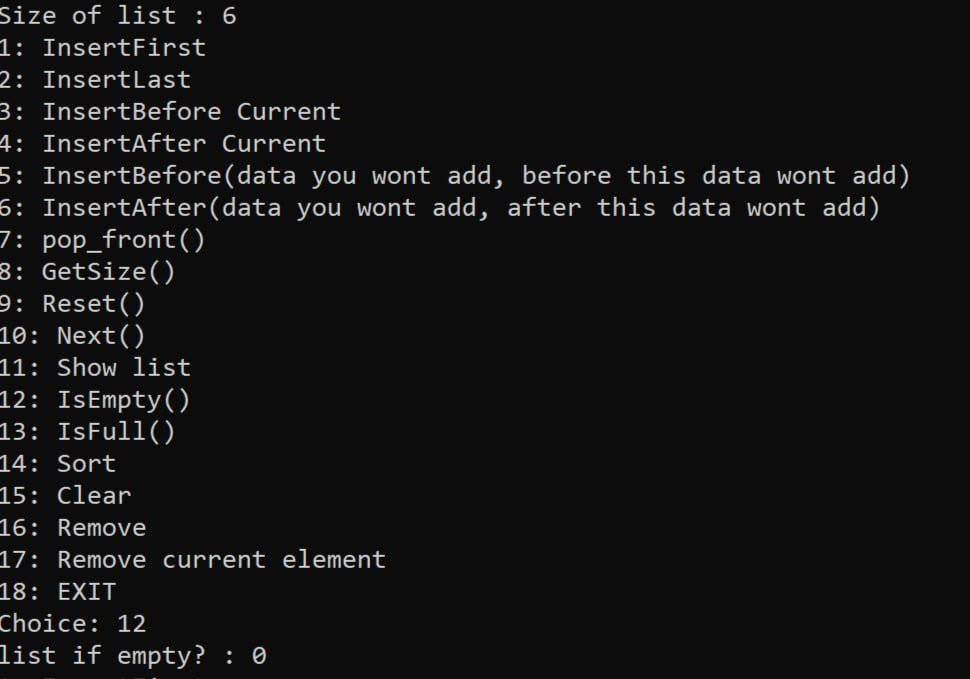 Size of list : 6
1: InsertFirst
2: InsertLast
3: InsertBefore Current
4: InsertAfter Current
5: InsertBefore(data you wont add, before this data wont add)
6: InsertAfter(data you wont add, after this data wont add)
7: pop_front()
8: GetSize()
9: Reset()
10: Next()
11: Show list
12: IsEmpty()
13: IsFull()
14: Sort
15: Clear
16: Remove
17: Remove current element
18: EXIT
Choice: 12
list if empty? : 0